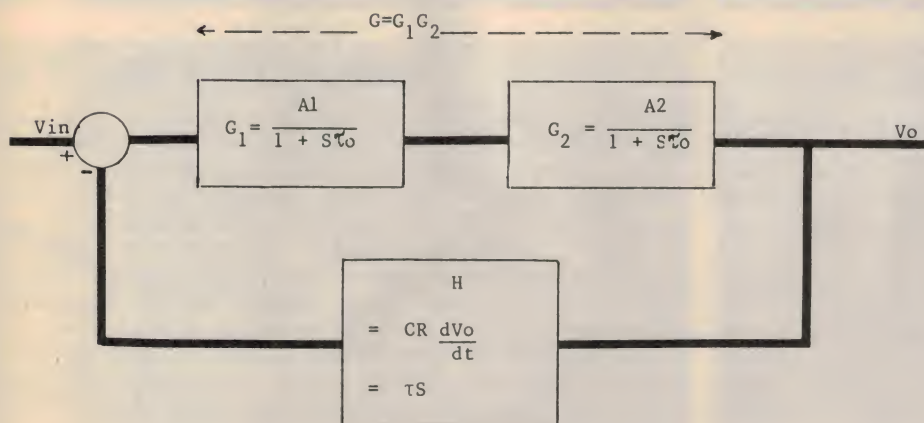 G=G₁G₂
Vin
+
-
G₁ = A1 / (1 + Sτo)
G₂ = A2 / (1 + Sτo)
Vo
H
= CR dVo/dt
= τS